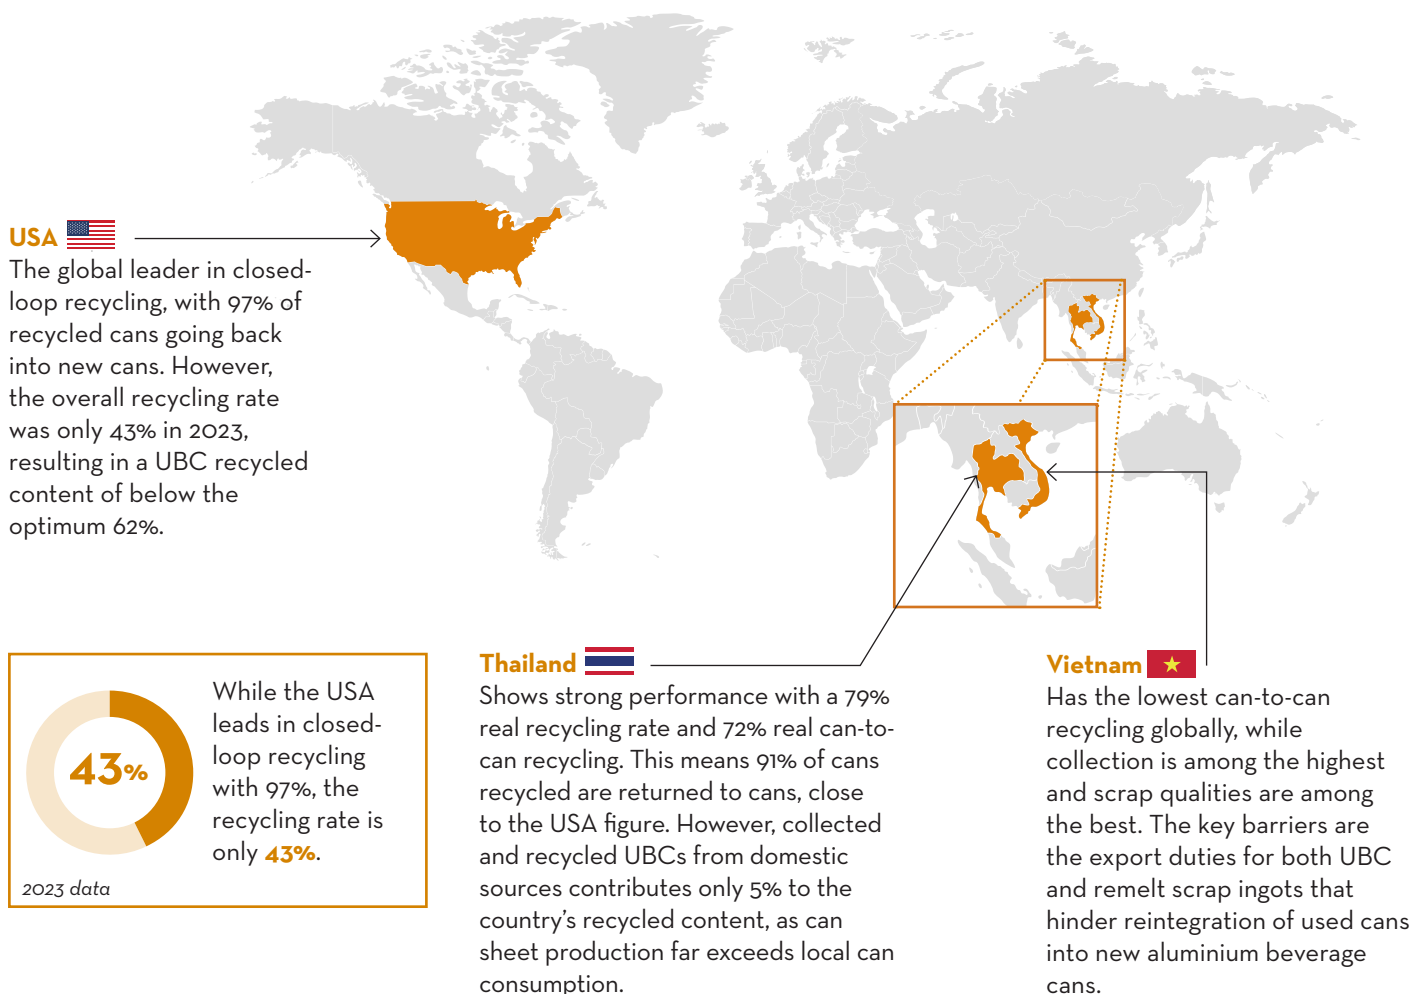 USA
The global leader in closed-
loop recycling, with 97% of
recycled cans going back
into new cans. However,
the overall recycling rate
was only 43% in 2023,
resulting in a UBC recycled
content of below the
optimum 62%.
43%
While the USA
leads in closed-
loop recycling
with 97%, the
recycling rate is
only 43%.
2023 data
Thailand
Shows strong performance with a 79%
real recycling rate and 72% real can-to-
can recycling. This means 91% of cans
recycled are returned to cans, close
to the USA figure. However, collected
and recycled UBCs from domestic
sources contributes only 5% to the
country’s recycled content, as can
sheet production far exceeds local can
consumption.
Vietnam
Has the lowest can-to-can
recycling globally, while
collection is among the highest
and scrap qualities are among
the best. The key barriers are
the export duties for both UBC
and remelt scrap ingots that
hinder reintegration of used cans
into new aluminium beverage
cans.